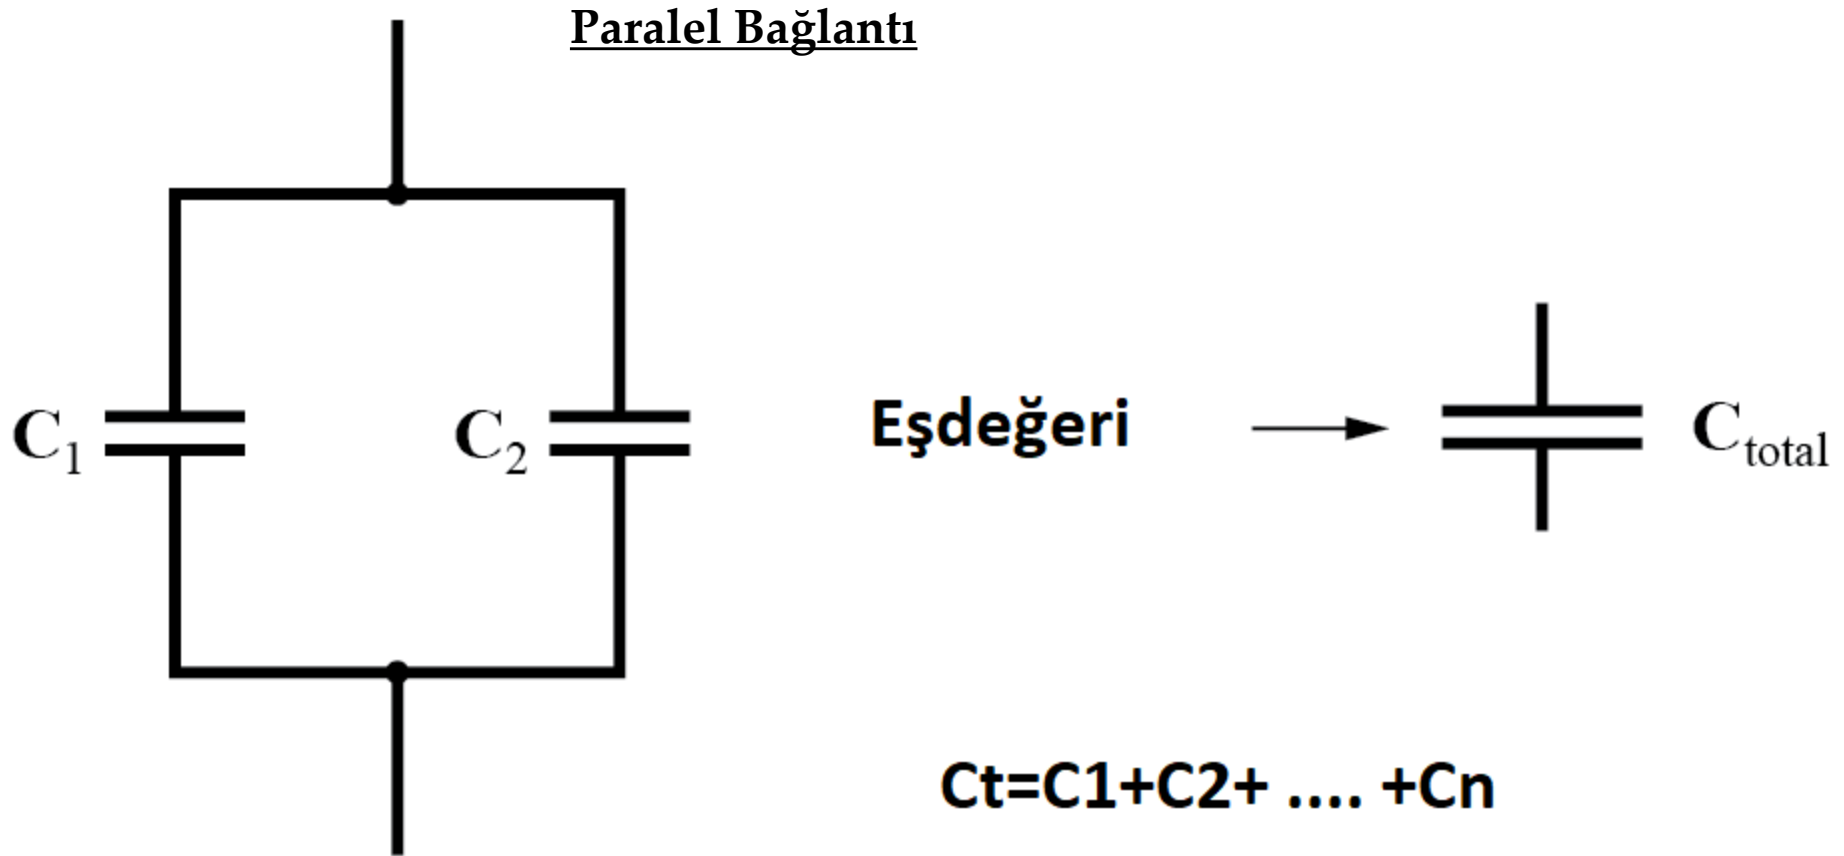 Paralel Bağlantı
C1
C2
Eşdeğeri
Ctotal
Ct=C1+C2+ .... +Cn